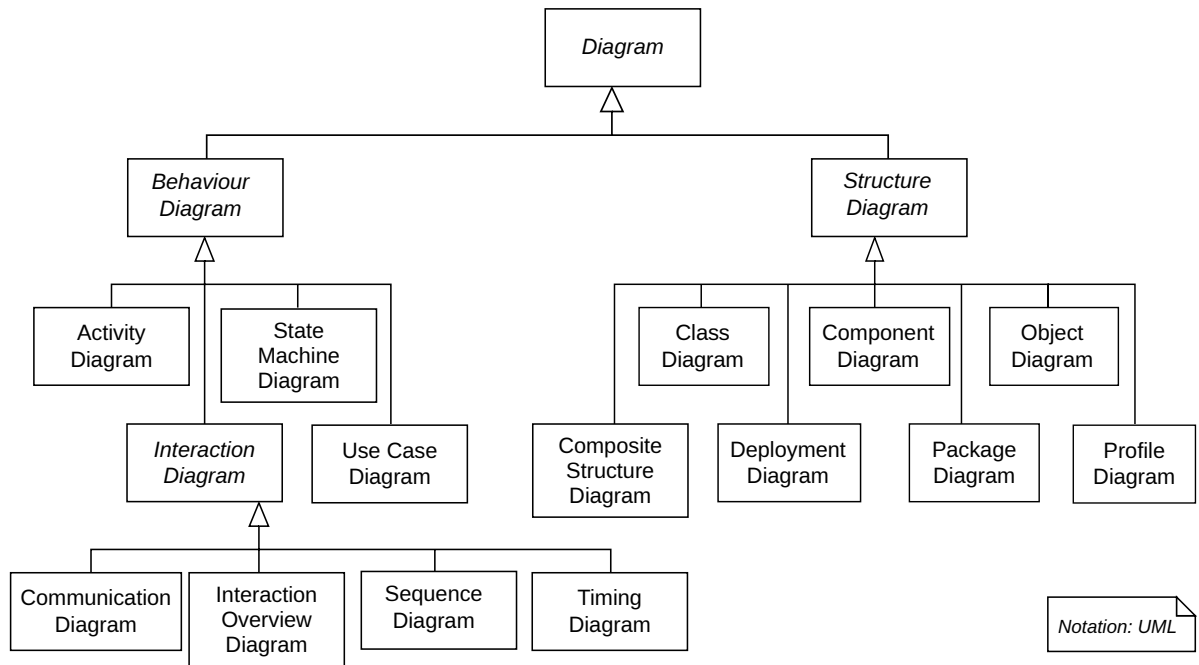 Diagram
Behaviour
Diagram
Structure
Diagram
Activity
Diagram
State
Machine
Diagram
Class
Diagram
Component
Diagram
Object
Diagram
Interaction
Diagram
Use Case
Diagram
Composite
Structure
Diagram
Deployment
Diagram
Package
Diagram
Profile
Diagram
Communication
Diagram
Interaction
Overview
Diagram
Sequence
Diagram
Timing
Diagram
Notation: UML